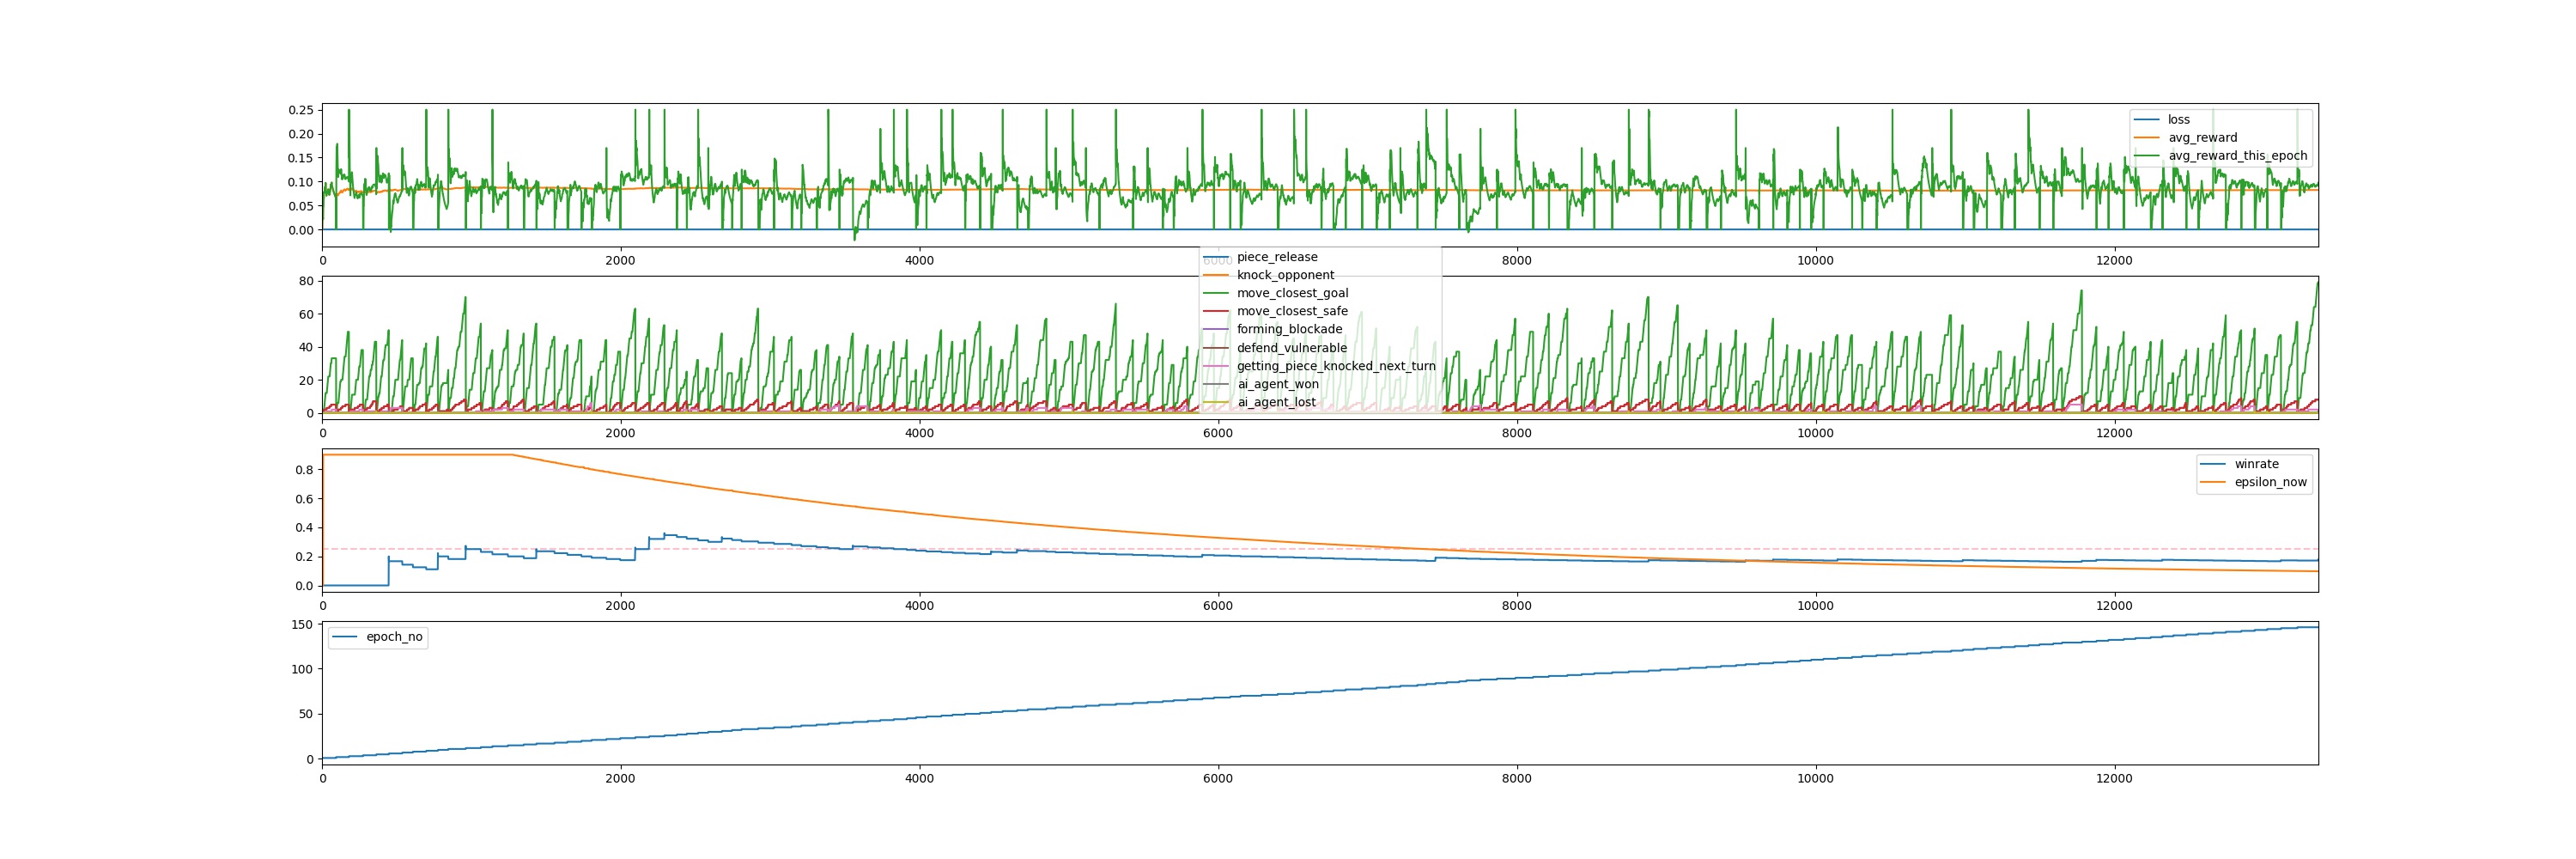 0.25
0.20
0.15
0.10
0.05
0.00
loss
avg_reward
avg_reward_this_epoch
0 2000 4000 6000 8000 10000 12000
80
60
40
20
0
piece_release
knock_opponent
move_closest_goal
move_closest_safe
forming_blockade
defend_vulnerable
getting_piece_knocked_next_turn
ai_agent_won
ai_agent_lost
0 2000 4000 6000 8000 10000 12000
0.8
0.6
0.4
0.2
0.0
winrate
epsilon_now
0 2000 4000 6000 8000 10000 12000
150
100
50
0
epoch_no
0 2000 4000 6000 8000 10000 12000